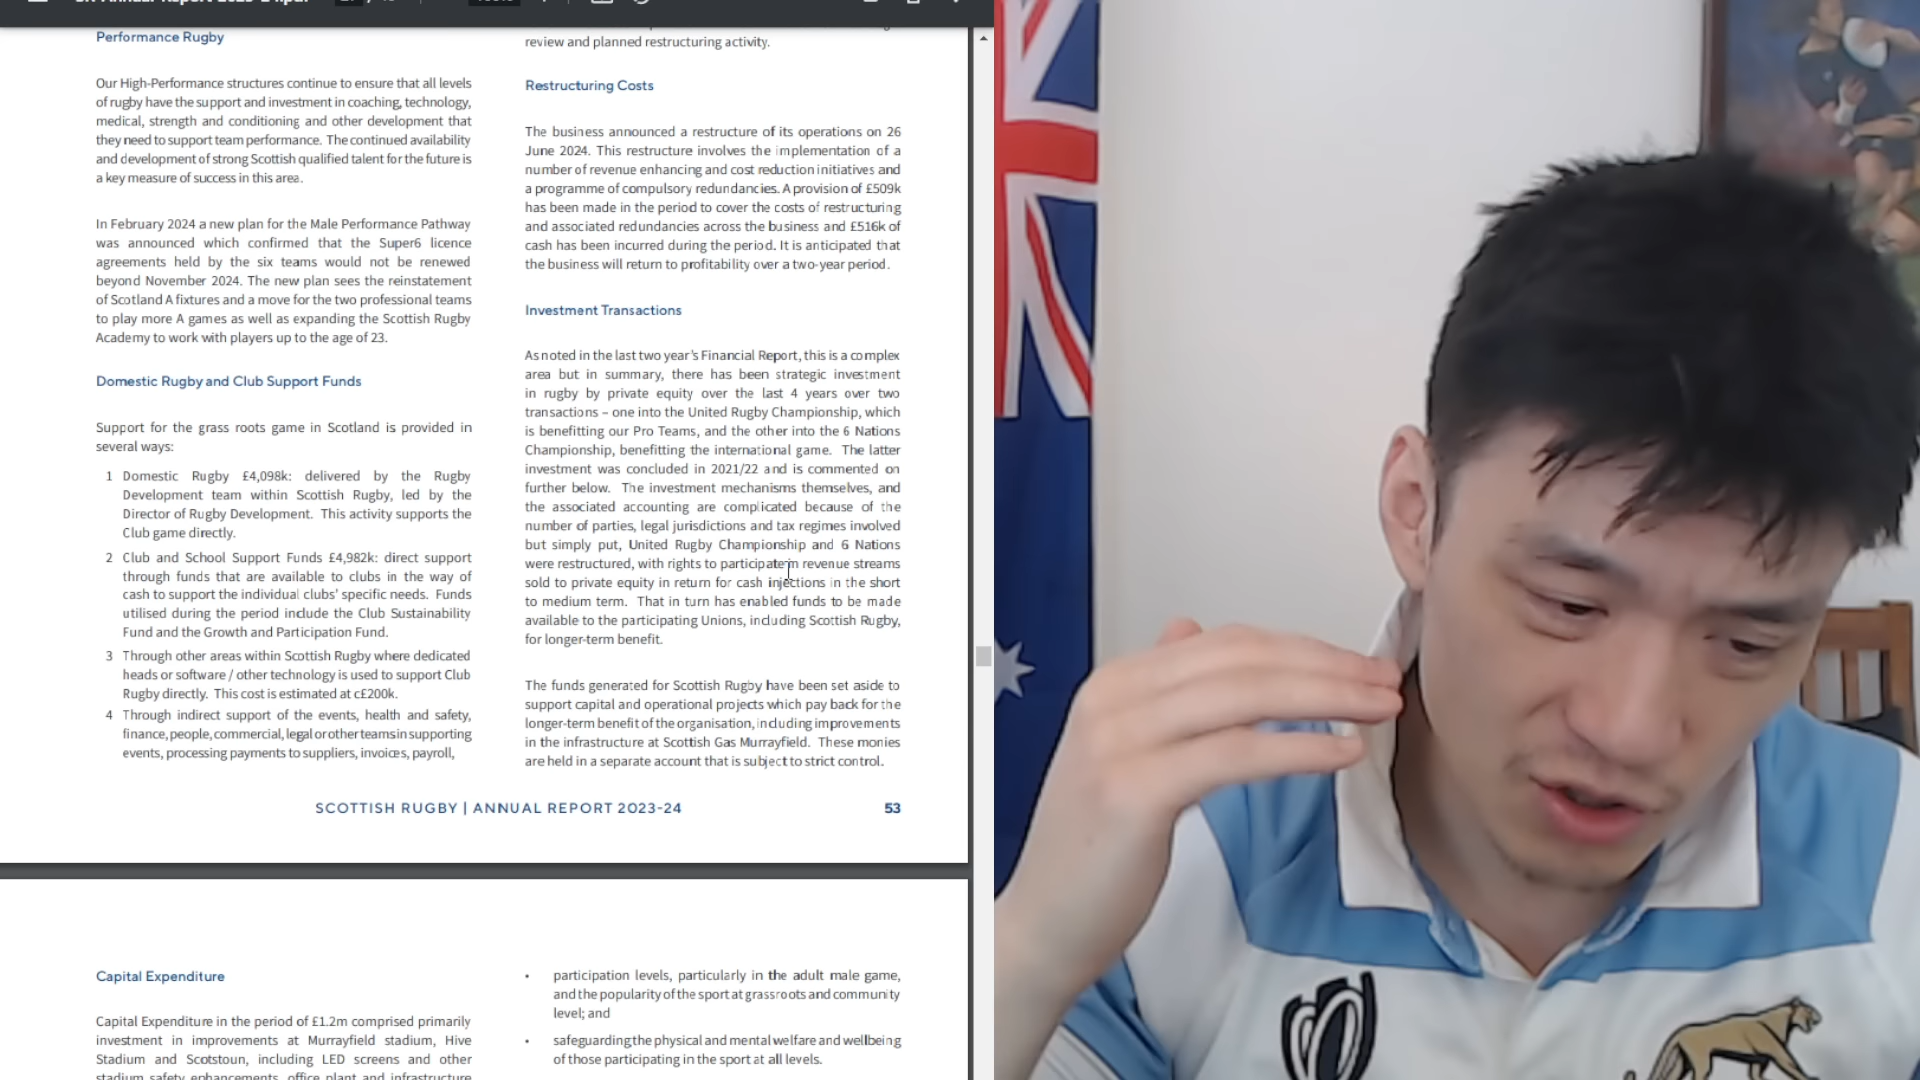 Performance Rugby
Our High-Performance structures continue to ensure that all levels
of rugby have the support and investment in coaching, technology,
medical, strength and conditioning and other development that
they need to support team performance. The continued availability
and development of strong Scottish qualified talent for the future is
a key measure of success in this area.
In February 2024 a new plan for the Male Performance Pathway
was announced which confirmed that the Super6 licence
agreements held by the six teams would not be renewed
beyond November 2024. The new plan sees the reinstatement
of Scotland A fixtures and a move for the two professional teams
to play more A games as well as expanding the Scottish Rugby
Academy to work with players up to the age of 23.
Domestic Rugby and Club Support Funds
Support for the grass roots game in Scotland is provided in
several ways:
1 Domestic Rugby £4,098k: delivered by the Rugby
Development team within Scottish Rugby, led by the
Director of Rugby Development. This activity supports the
Club game directly.
2 Club and School Support Funds £4,982k: direct support
through funds that are available to clubs in the way of
cash to support the individual clubs' specific needs. Funds
utilised during the period include the Club Sustainability
Fund and the Growth and Participation Fund.
3 Through other areas within Scottish Rugby where dedicated
heads or software / other technology is used to support Club
Rugby directly. This cost is estimated at c£200k.
4 Through indirect support of the events, health and safety,
finance, people, commercial, legal or other teams in supporting
events, processing payments to suppliers, invoices, payroll,
review and planned restructuring activity.
Restructuring Costs
The business announced a restructure of its operations on 26
June 2024. This restructure involves the implementation of a
number of revenue enhancing and cost reduction initiatives and
a programme of compulsory redundancies. A provision of £509k
has been made in the period to cover the costs of restructuring
and associated redundancies across the business and £516k of
cash has been incurred during the period. It is anticipated that
the business will return to profitability over a two-year period.
Investment Transactions
As noted in the last two year's Financial Report, this is a complex
area but in summary, there has been strategic investment
in rugby by private equity over the last 4 years over two
transactions – one into the United Rugby Championship, which
is benefitting our Pro Teams, and the other into the 6 Nations
Championship, benefitting the international game. The latter
investment was concluded in 2021/22 and is commented on
further below. The investment mechanisms themselves, and
the associated accounting are complicated because of the
number of parties, legal jurisdictions and tax regimes involved
but simply put, United Rugby Championship and 6 Nations
were restructured, with rights to participate in revenue streams
sold to private equity in return for cash injections in the short
to medium term. That in turn has enabled funds to be made
available to the participating Unions, including Scottish Rugby,
for longer-term benefit.
The funds generated for Scottish Rugby have been set aside to
support capital and operational projects which pay back for the
longer-term benefit of the organisation, including improvements
in the infrastructure at Scottish Gas Murrayfield. These monies
are held in a separate account that is subject to strict control.
SCOTTISH RUGBY | ANNUAL REPORT 2023-24 53
Capital Expenditure
Capital Expenditure in the period of £1.2m comprised primarily
investment in improvements at Murrayfield stadium, Hive
Stadium and Scotstoun, including LED screens and other
stadium safety enhancements, office plant and infrastructure
• participation levels, particularly in the adult male game,
and the popularity of the sport at grassroots and community
level; and
• safeguarding the physical and mental welfare and wellbeing
of those participating in the sport at all levels.